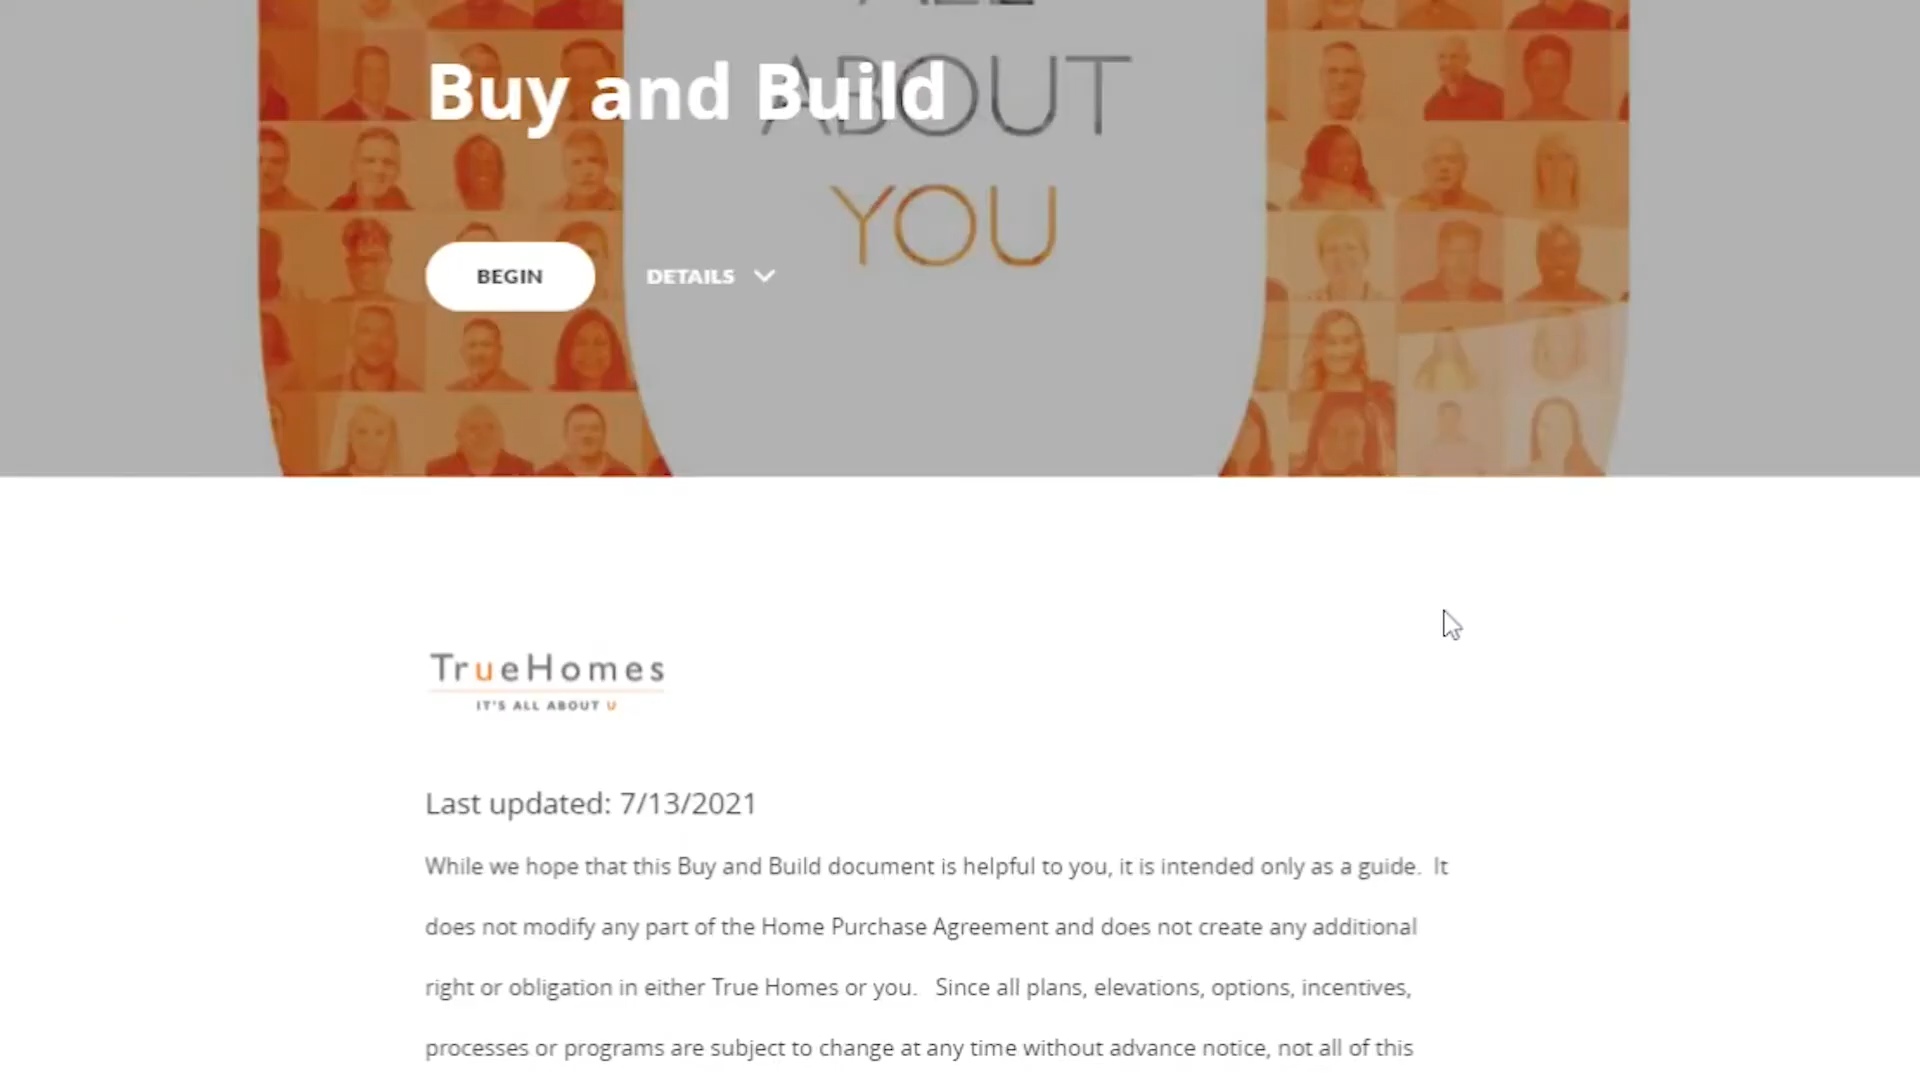 ABOUT
YOU
Buy and Build
BEGIN
DETAILS
TrueHomes
IT'S ALL ABOUT U
Last updated: 7/13/2021
While we hope that this Buy and Build document is helpful to you, it is intended only as a guide. It
does not modify any part of the Home Purchase Agreement and does not create any additional
right or obligation in either True Homes or you. Since all plans, elevations, options, incentives,
processes or programs are subject to change at any time without advance notice, not all of this